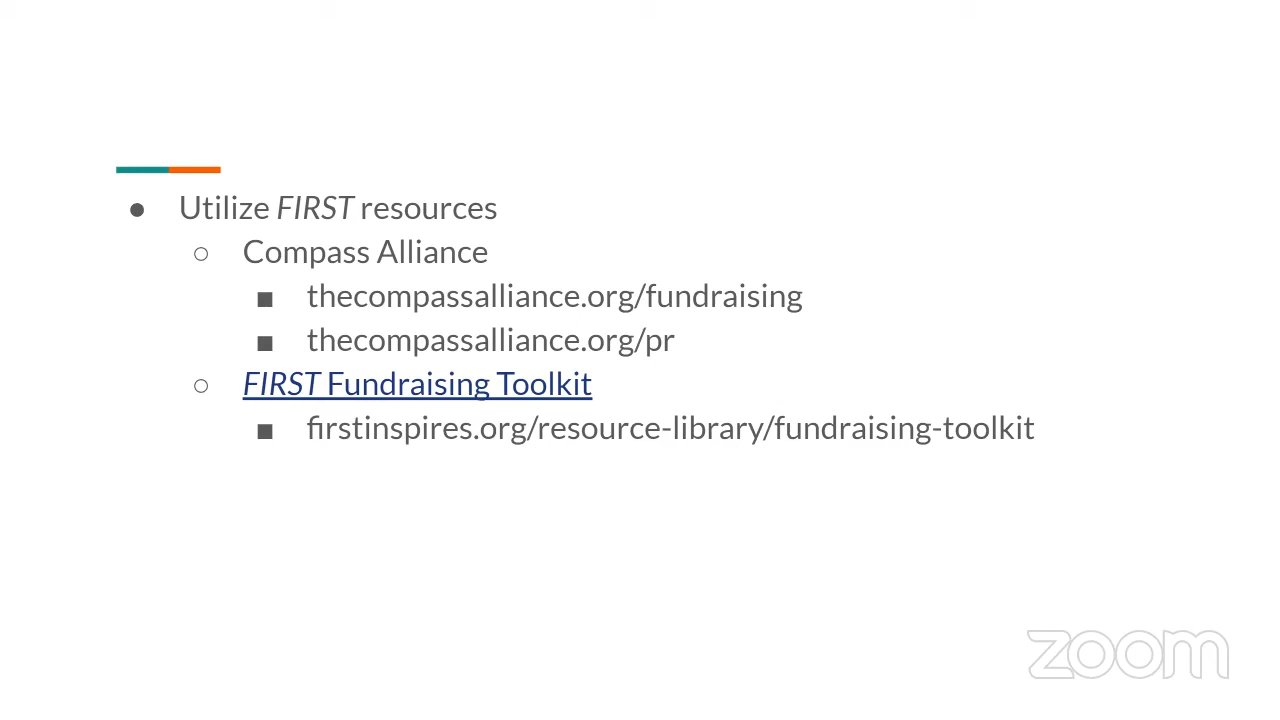 ● Utilize FIRST resources
○ Compass Alliance
■ thecompassalliance.org/fundraising
■ thecompassalliance.org/pr
○ FIRST Fundraising Toolkit
■ firstinspires.org/resource-library/fundraising-toolkit
zoom